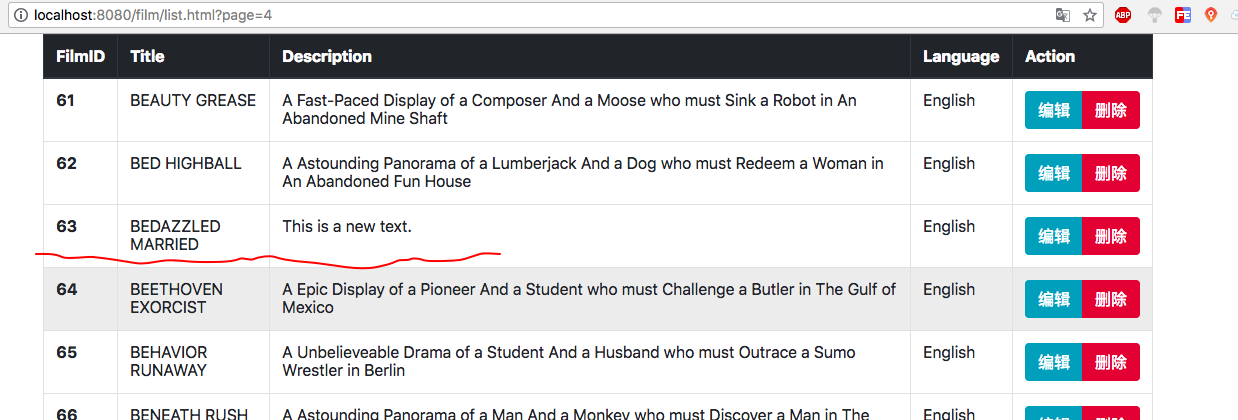 localhost:8080/film/list.html?page=4
ABP
FE
FilmID Title Description Language Action
61 BEAUTY GREASE A Fast-Paced Display of a Composer And a Moose who must Sink a Robot in An English 编辑 删除
Abandoned Mine Shaft
62 BED HIGHBALL A Astounding Panorama of a Lumberjack And a Dog who must Redeem a Woman in English 编辑 删除
An Abandoned Fun House
63 BEDAZZLED This is a new text. English 编辑 删除
MARRIED
64 BEETHOVEN A Epic Display of a Pioneer And a Student who must Challenge a Butler in The Gulf of English 编辑 删除
EXORCIST Mexico
65 BEHAVIOR A Unbelieveable Drama of a Student And a Husband who must Outrace a Sumo English 编辑 删除
RUNAWAY Wrestler in Berlin
66 BENEATH RUSH A Astounding Panorama of a Man And a Monkey who must Discover a Man in The English 编辑 删除